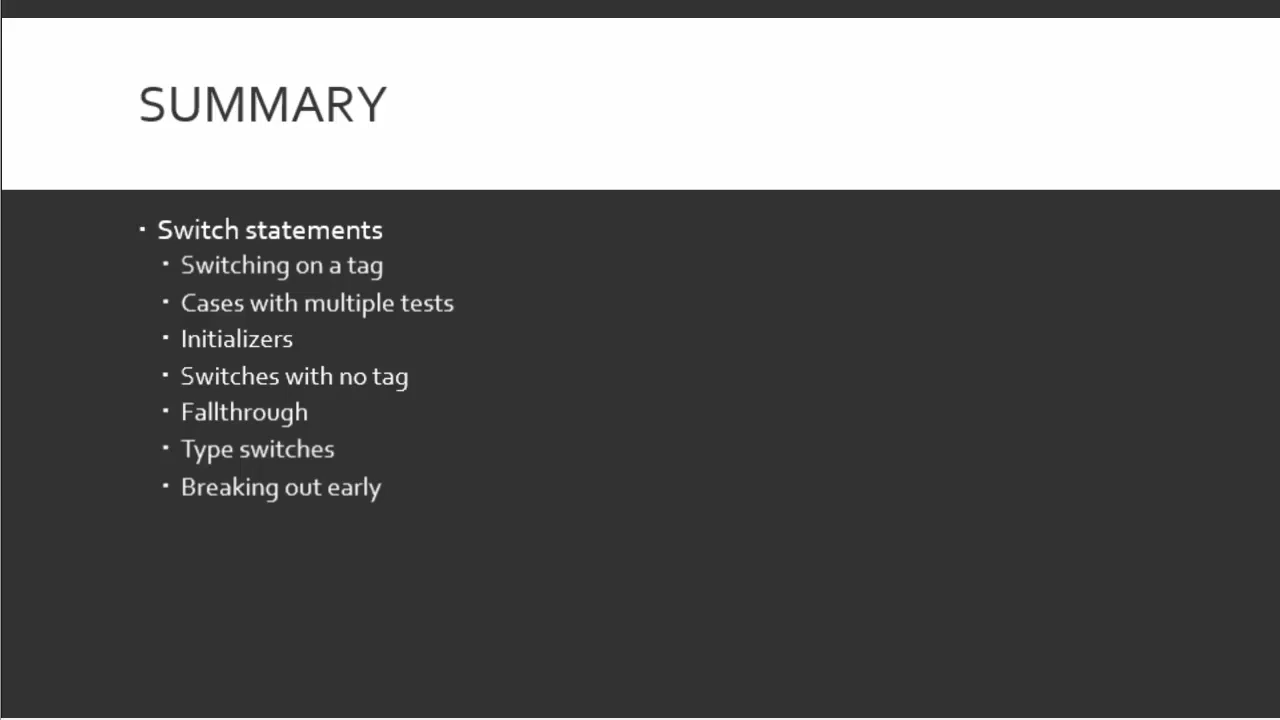 SUMMARY
▪ Switch statements
▪ Switching on a tag
▪ Cases with multiple tests
▪ Initializers
▪ Switches with no tag
▪ Fallthrough
▪ Type switches
▪ Breaking out early